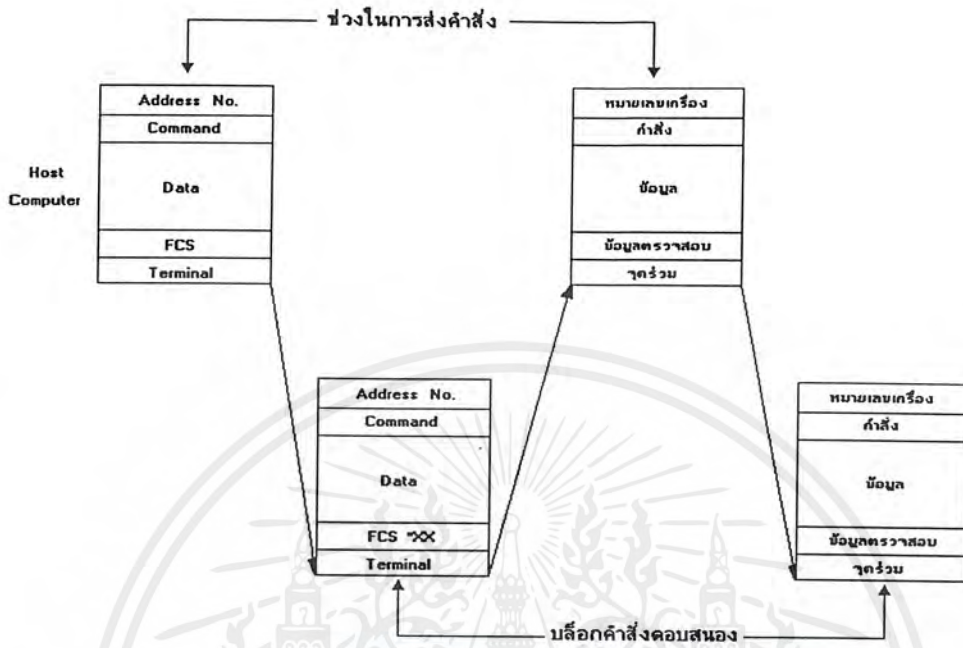 ช่วงในการส่งคำสั่ง
Address No.
Command
Host
Computer
Data
FCS
Terminal
หมายเลขเครื่อง
คำสั่ง
ข้อมูล
ข้อมูลตรวจสอบ
จุดร่วม
Address No.
Command
Data
FCS "XX
Terminal
หมายเลขเครื่อง
คำสั่ง
ข้อมูล
ข้อมูลตรวจสอบ
จุดร่วม
บล็อกคำสั่งตอบสนอง